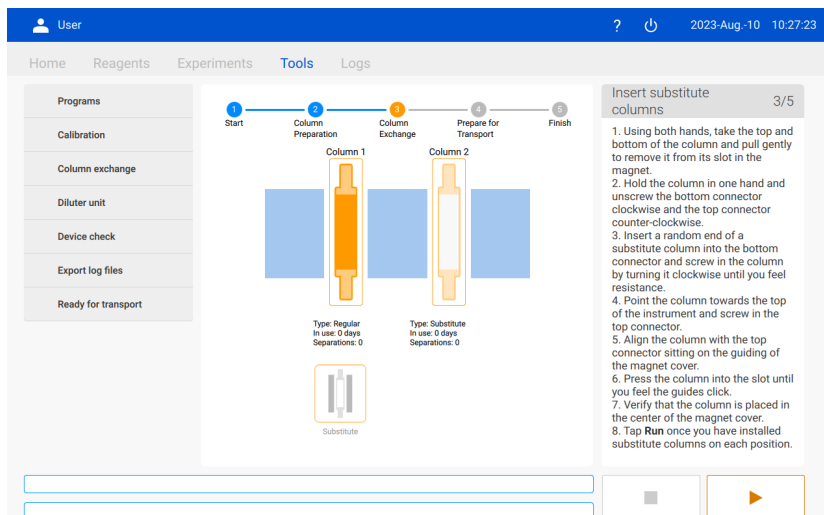 User
?
2023-Aug.-10 10:27:23
Home Reagents Experiments Tools Logs
Programs
Calibration
Column exchange
Diluter unit
Device check
Export log files
Ready for transport
1 2 3 4 5
Start
Column
Preparation
Column
Exchange
Prepare for
Transport
Finish
Column 1
Column 2
Type: Regular
In use: 0 days
Separations: 0
Type: Substitute
In use: 0 days
Separations: 0
Substitute
Insert substitute
columns
3/5
1. Using both hands, take the top and
bottom of the column and pull gently
to remove it from its slot in the
magnet.
2. Hold the column in one hand and
unscrew the bottom connector
clockwise and the top connector
counter-clockwise.
3. Insert a random end of a
substitute column into the bottom
connector and screw in the column
by turning it clockwise until you feel
resistance.
4. Point the column towards the top
of the instrument and screw in the
top connector.
5. Align the column with the top
connector sitting on the guiding of
the magnet cover.
6. Press the column into the slot until
you feel the guides click.
7. Verify that the column is placed in
the center of the magnet cover.
8. Tap Run once you have installed
substitute columns on each position.